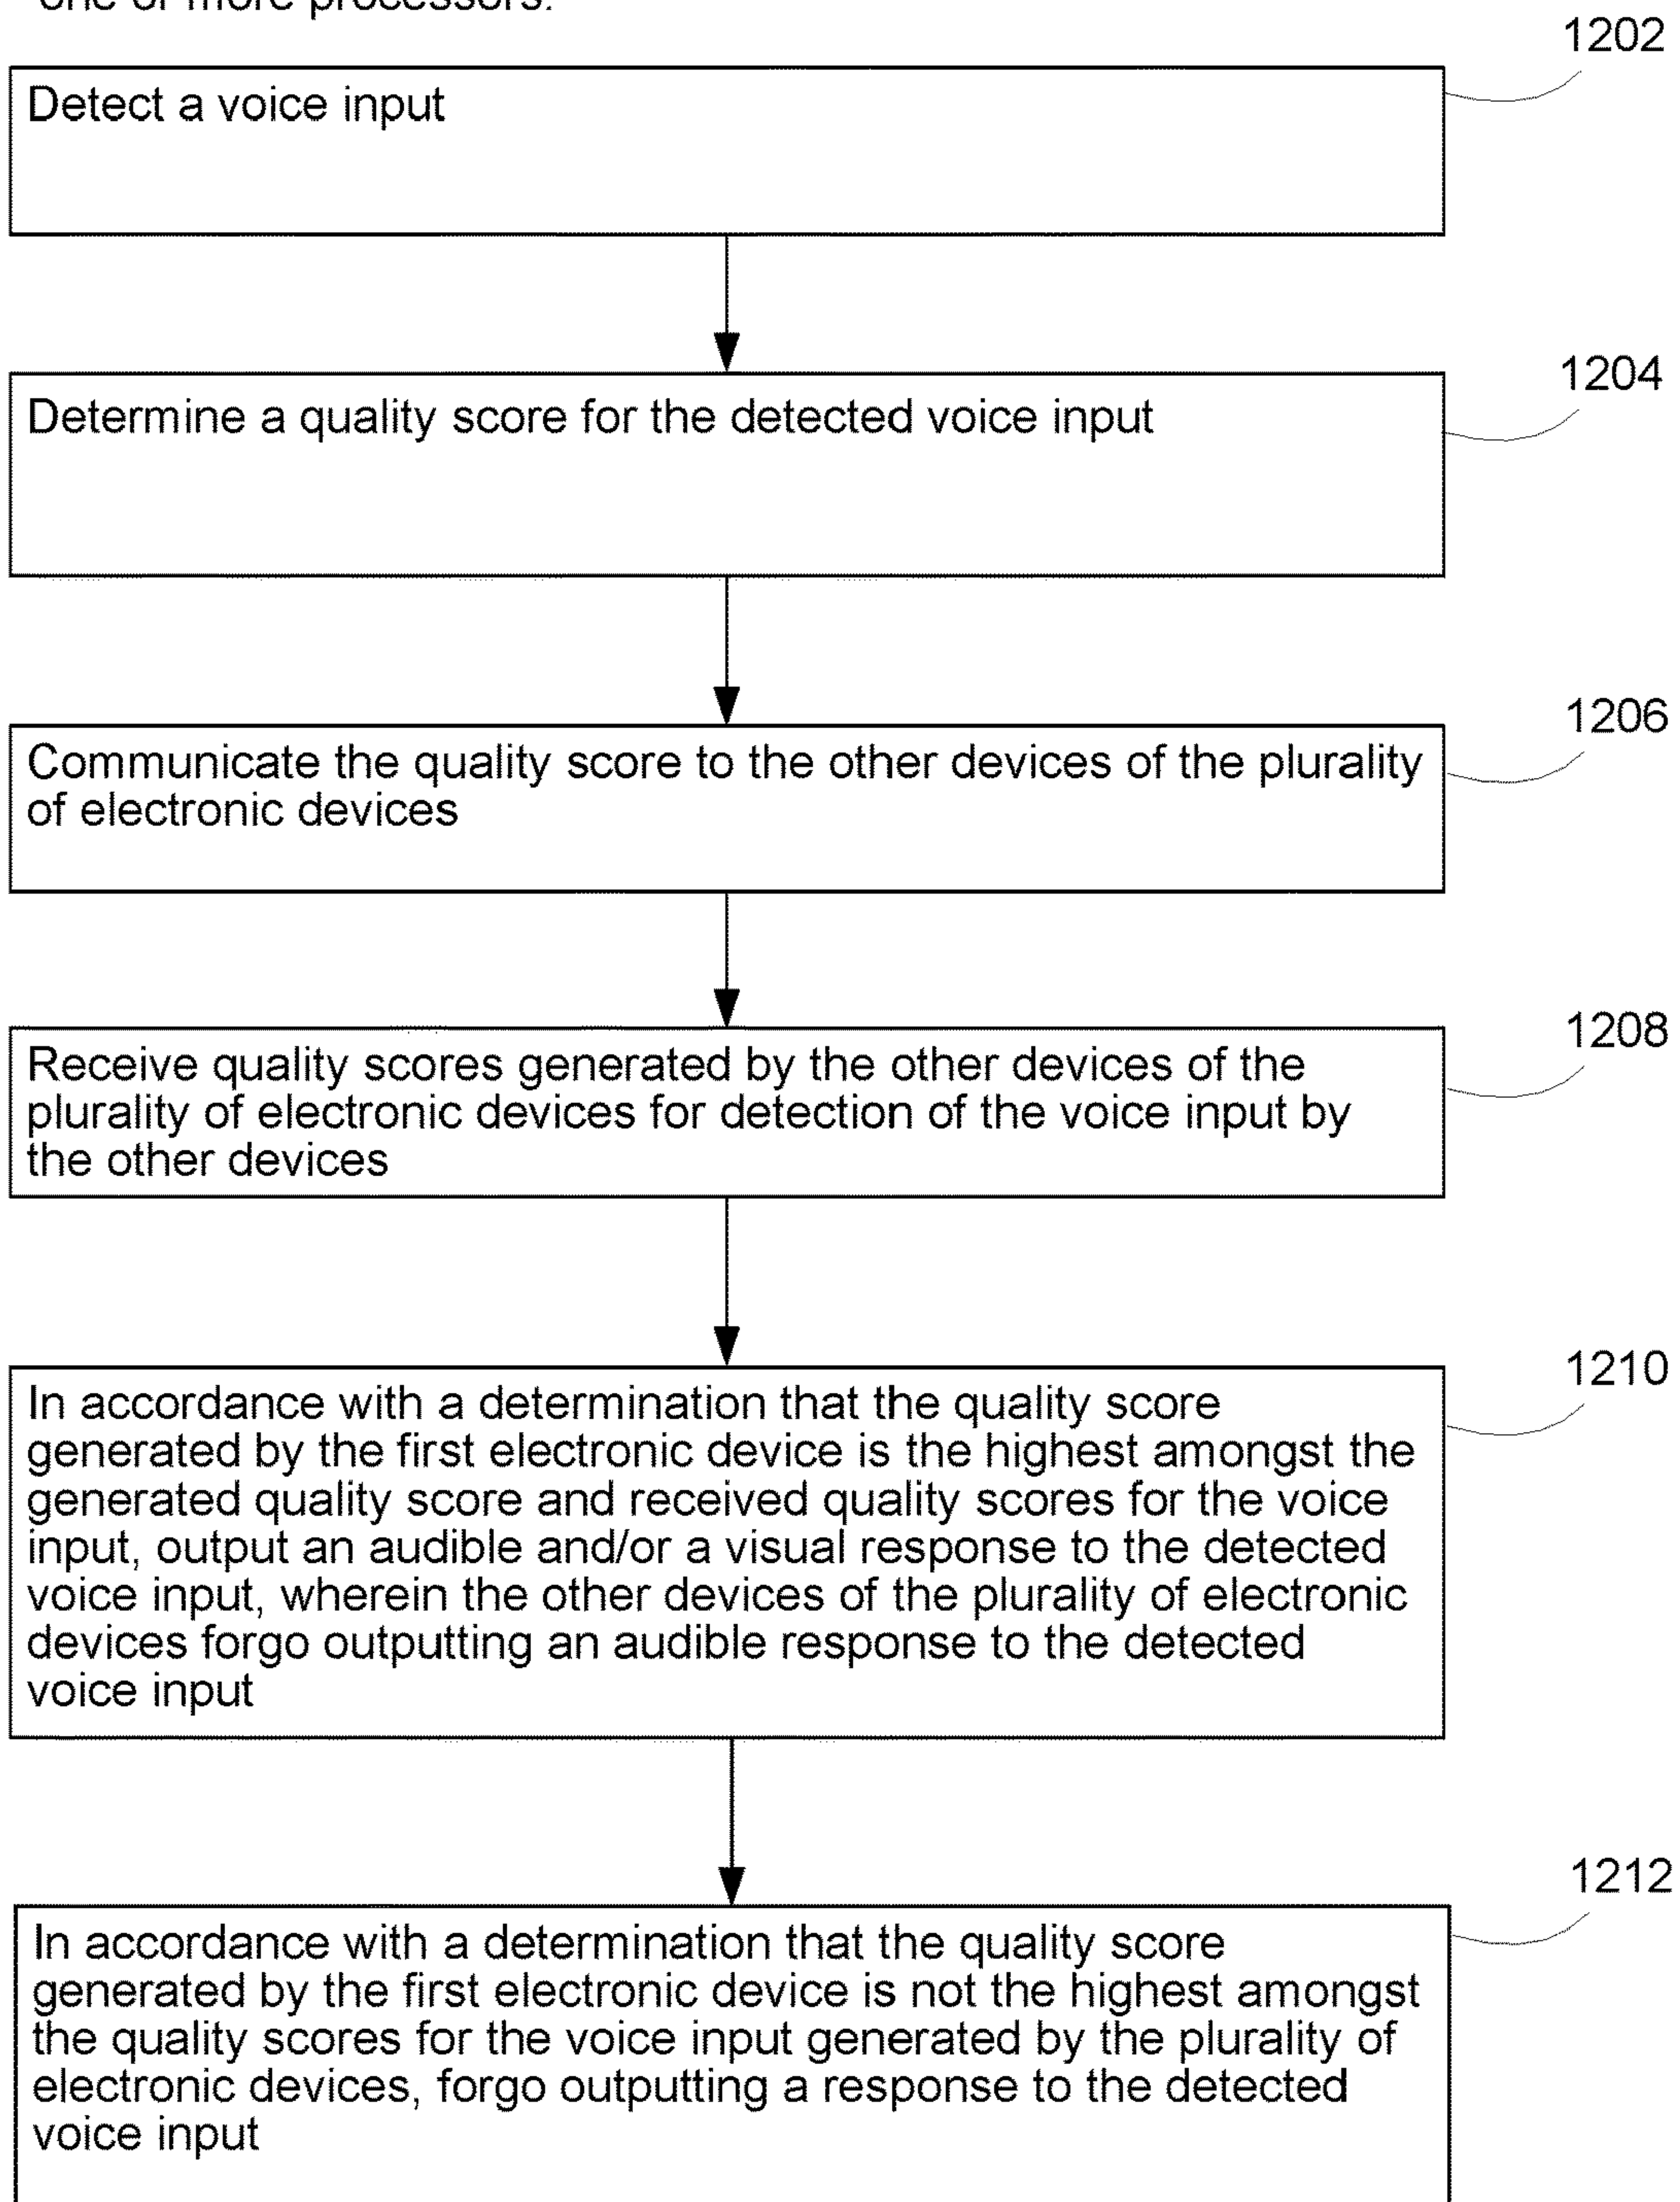 one or more processors:
1202
Detect a voice input
1204
Determine a quality score for the detected voice input
1206
Communicate the quality score to the other devices of the plurality
of electronic devices
1208
Receive quality scores generated by the other devices of the
plurality of electronic devices for detection of the voice input by
the other devices
1210
In accordance with a determination that the quality score
generated by the first electronic device is the highest amongst the
generated quality score and received quality scores for the voice
input, output an audible and/or a visual response to the detected
voice input, wherein the other devices of the plurality of electronic
devices forgo outputting an audible response to the detected
voice input
1212
In accordance with a determination that the quality score
generated by the first electronic device is not the highest amongst
the quality scores for the voice input generated by the plurality of
electronic devices, forgo outputting a response to the detected
voice input